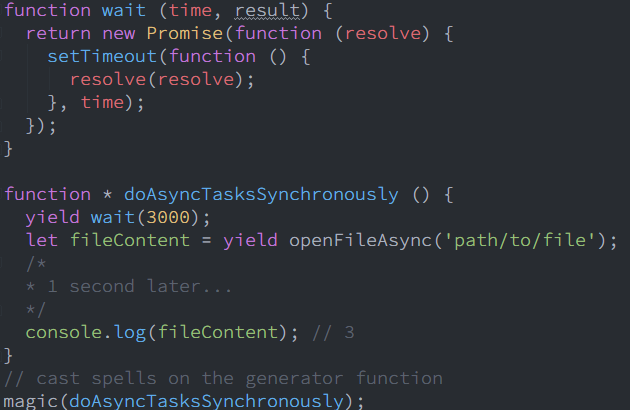 function wait (time, result) {
  return new Promise(function (resolve) {
    setTimeout(function () {
      resolve(resolve);
    }, time);
  });
}

function * doAsyncTasksSynchronously () {
  yield wait(3000);
  let fileContent = yield openFileAsync('path/to/file');
  /*
  * 1 second later...
  */
  console.log(fileContent); // 3
}
// cast spells on the generator function
magic(doAsyncTasksSynchronously);